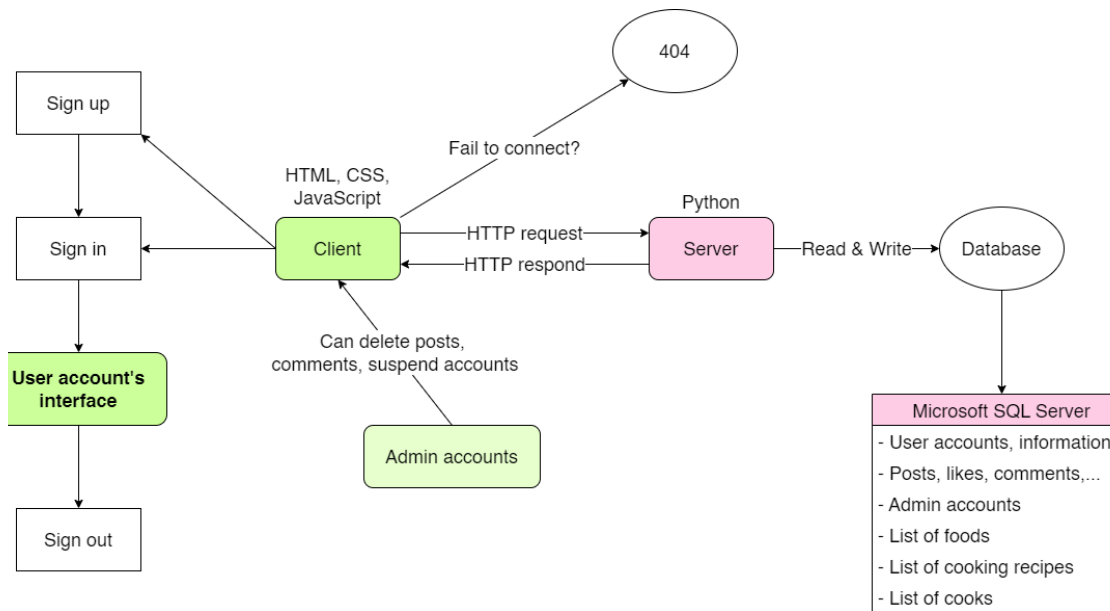 404
Sign up
Fail to connect?
HTML, CSS,
JavaScript
Python
Sign in
Client
HTTP request
HTTP respond
Server
Read & Write
Database
Can delete posts,
comments, suspend accounts
User account's
interface
Admin accounts
Sign out
Microsoft SQL Server
- User accounts, information
- Posts, likes, comments,...
- Admin accounts
- List of foods
- List of cooking recipes
- List of cooks